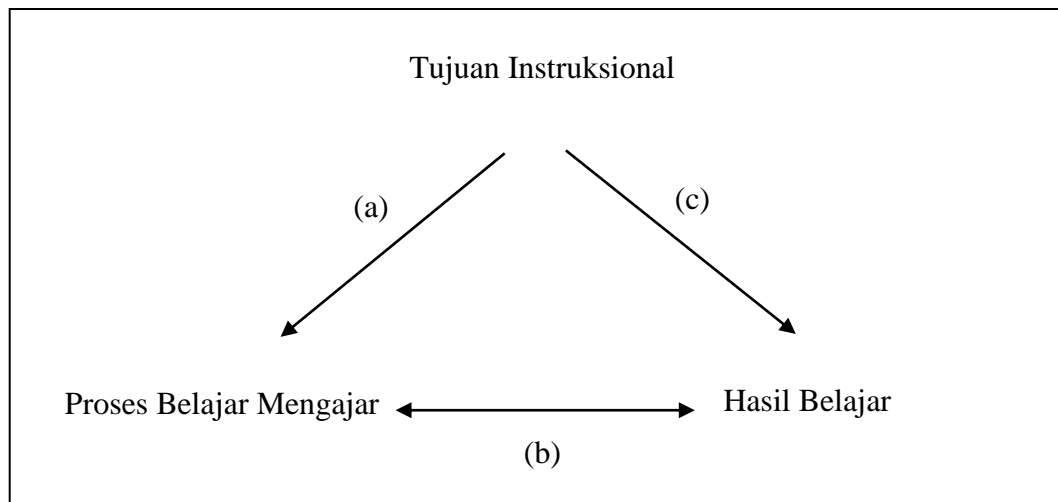 Tujuan Instruksional
(a)
(c)
Proses Belajar Mengajar
Hasil Belajar
(b)